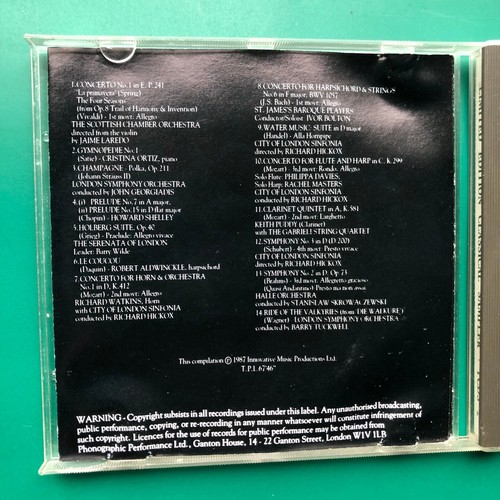 1.CONCERTO No.1 in E. P.241
"La primavera" (Spring)
The Four Seasons
(from Op.8 Trail of Harmony & Invention)
(Vivaldi) - 1st movt: Allegro
THE SCOTTISH CHAMBER ORCHESTRA
directed from the violin
by JAIME LAREDO
2. GYMNOPEDIE No.1
(Satie) - CRISTINA ORTIZ, piano
3. CHAMPAGNE - Polka, Op 211
(Johann Strauss II)
LONDON SYMPHONY ORCHESTRA
conducted by JOHN GEORGIADIS
4. (i) PRELUDE No.7 in A major,
(ii) PRELUDE No.15 in D flat major
(Chopin) - HOWARD SHELLEY
5. HOLBERG SUITE, Op.40
(Grieg) - Praelude: Allegro vivace
THE SERENATA OF LONDON
Leader: Barry Wilde
6. LE COUCOU
(Daquin) - ROBERT ALDWINCKLE, harpsichord
7. CONCERTO FOR HORN & ORCHESTRA
No.1 in D, K.412
(Mozart) - 2nd movt: Allegro
RICHARD WATKINS, Horn
with CITY OF LONDON SINFONIA
conducted by RICHARD HICKOX
8. CONCERTO FOR HARPSICHORD & STRINGS
No.6 in F major, BWV 1057
(J.S. Bach) - 1st movt: Allegro
ST. JAMES'S BAROQUE PLAYERS
Conductor/Soloist: IVOR BOLTON
9. WATER MUSIC: SUITE in D major
(Handel) - Alla Hornpipe
CITY OF LONDON SINFONIA
conducted by RICHARD HICKOX
10. CONCERTO FOR FLUTE AND HARP in C, K.299
(Mozart) - 3rd movt: Rondo. Allegro
Solo Flute: PHILIPPA DAVIES,
Solo Harp: RACHEL MASTERS
CITY OF LONDON SINFONIA
conducted by RICHARD HICKOX
11. CLARINET QUINTET in A, K.581
(Mozart) - 2nd movt: Larghetto
KEITH PUDDY (Clarinet)
with THE GABRIELI STRING QUARTET
12. SYMPHONY No.3 in D (D.200)
(Schubert) - 4th movt: Presto vivace
CITY OF LONDON SINFONIA
conducted by RICHARD HICKOX
13. SYMPHONY No.2 in D, Op 73
(Brahms) - 3rd movt: Allegretto grazioso
(Quasi Andantino) Presto ma non assai
HALLE ORCHESTRA
conducted by STANISLAW SKROWACZEWSKI
14. RIDE OF THE VALKYRIES (from 'DIE WALKURE')
(Wagner) LONDON SYMPHONY ORCHESTRA
conducted by BARRY TUCKWELL
This compilation ℗ 1987 Innovative Music Productions Ltd.
T.P.L.67'46"
WARNING - Copyright subsists in all recordings issued under this label. Any unauthorised broadcasting,
public performance, copying, or re-recording in any manner whatsoever will constitute infringement of
such copyright. Licences for the use of records for public performance may be obtained from
Phonographic Performance Ltd., Ganton House, 14 - 22 Ganton Street, London W1V 1LB